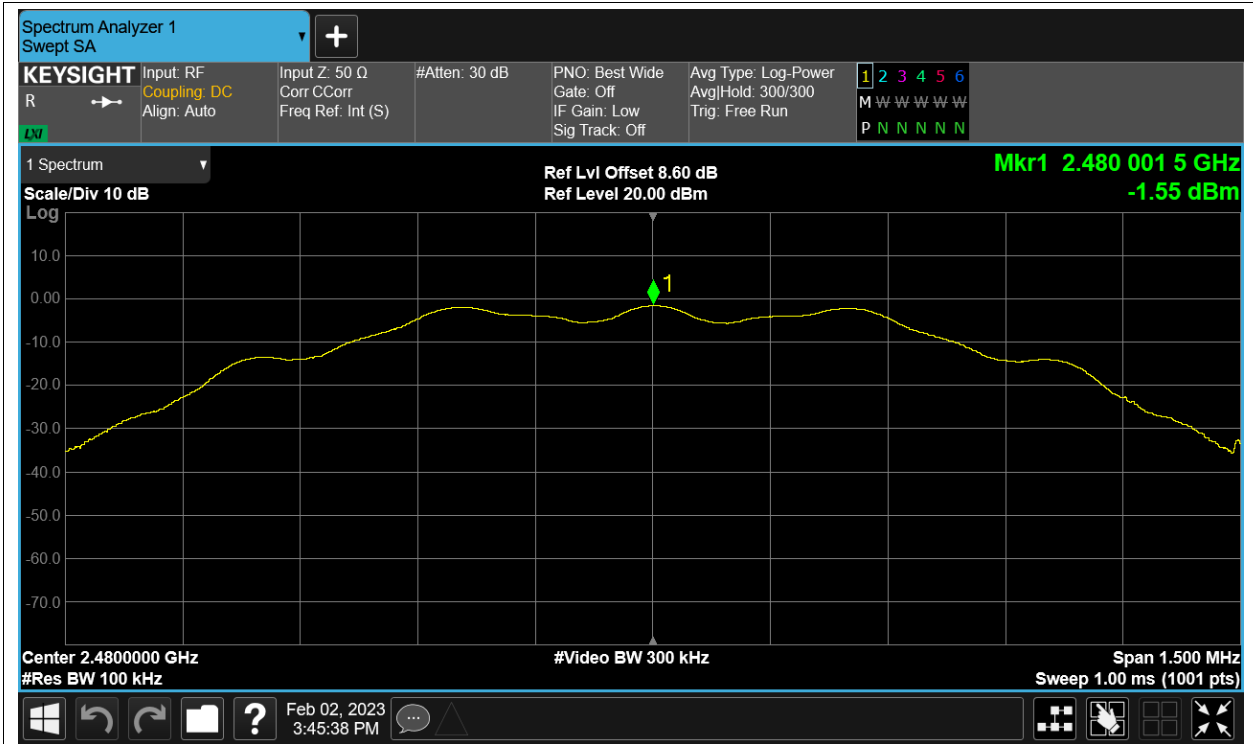 Spectrum Analyzer 1
Swept SA
KEYSIGHT
R
LXI
Input: RF
Coupling: DC
Align: Auto
Input Z: 50 Ω
Corr CCorr
Freq Ref: Int (S)
#Atten: 30 dB
PNO: Best Wide
Gate: Off
IF Gain: Low
Sig Track: Off
Avg Type: Log-Power
Avg|Hold: 300/300
Trig: Free Run
1 2 3 4 5 6
M W W W W W
P N N N N N
1 Spectrum
Scale/Div 10 dB
Log
Ref Lvl Offset 8.60 dB
Ref Level 20.00 dBm
Mkr1 2.480 001 5 GHz
-1.55 dBm
1
10.0
0.00
-10.0
-20.0
-30.0
-40.0
-50.0
-60.0
-70.0
Center 2.4800000 GHz
#Res BW 100 kHz
#Video BW 300 kHz
Span 1.500 MHz
Sweep 1.00 ms (1001 pts)
?
Feb 02, 2023
3:45:38 PM